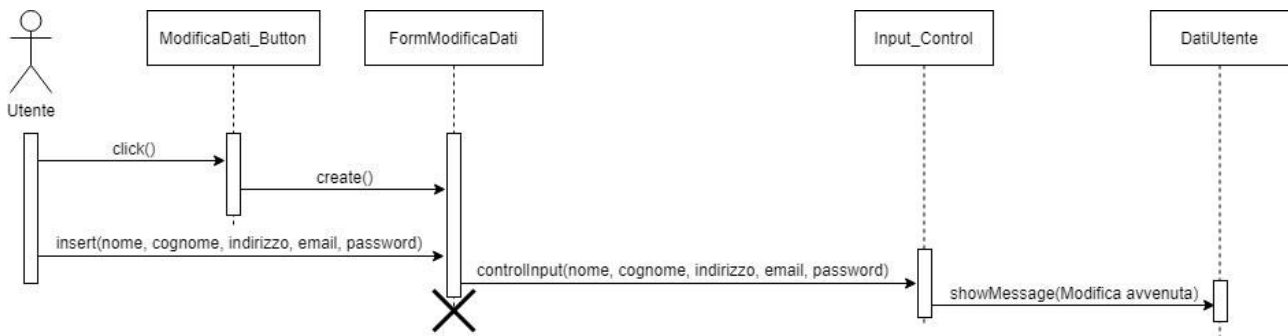 ModificaDati_Button
FormModificaDati
Input_Control
DatiUtente
Utente
click()
create()
insert(nome, cognome, indirizzo, email, password)
controlInput(nome, cognome, indirizzo, email, password)
showMessage(Modifica avvenuta)